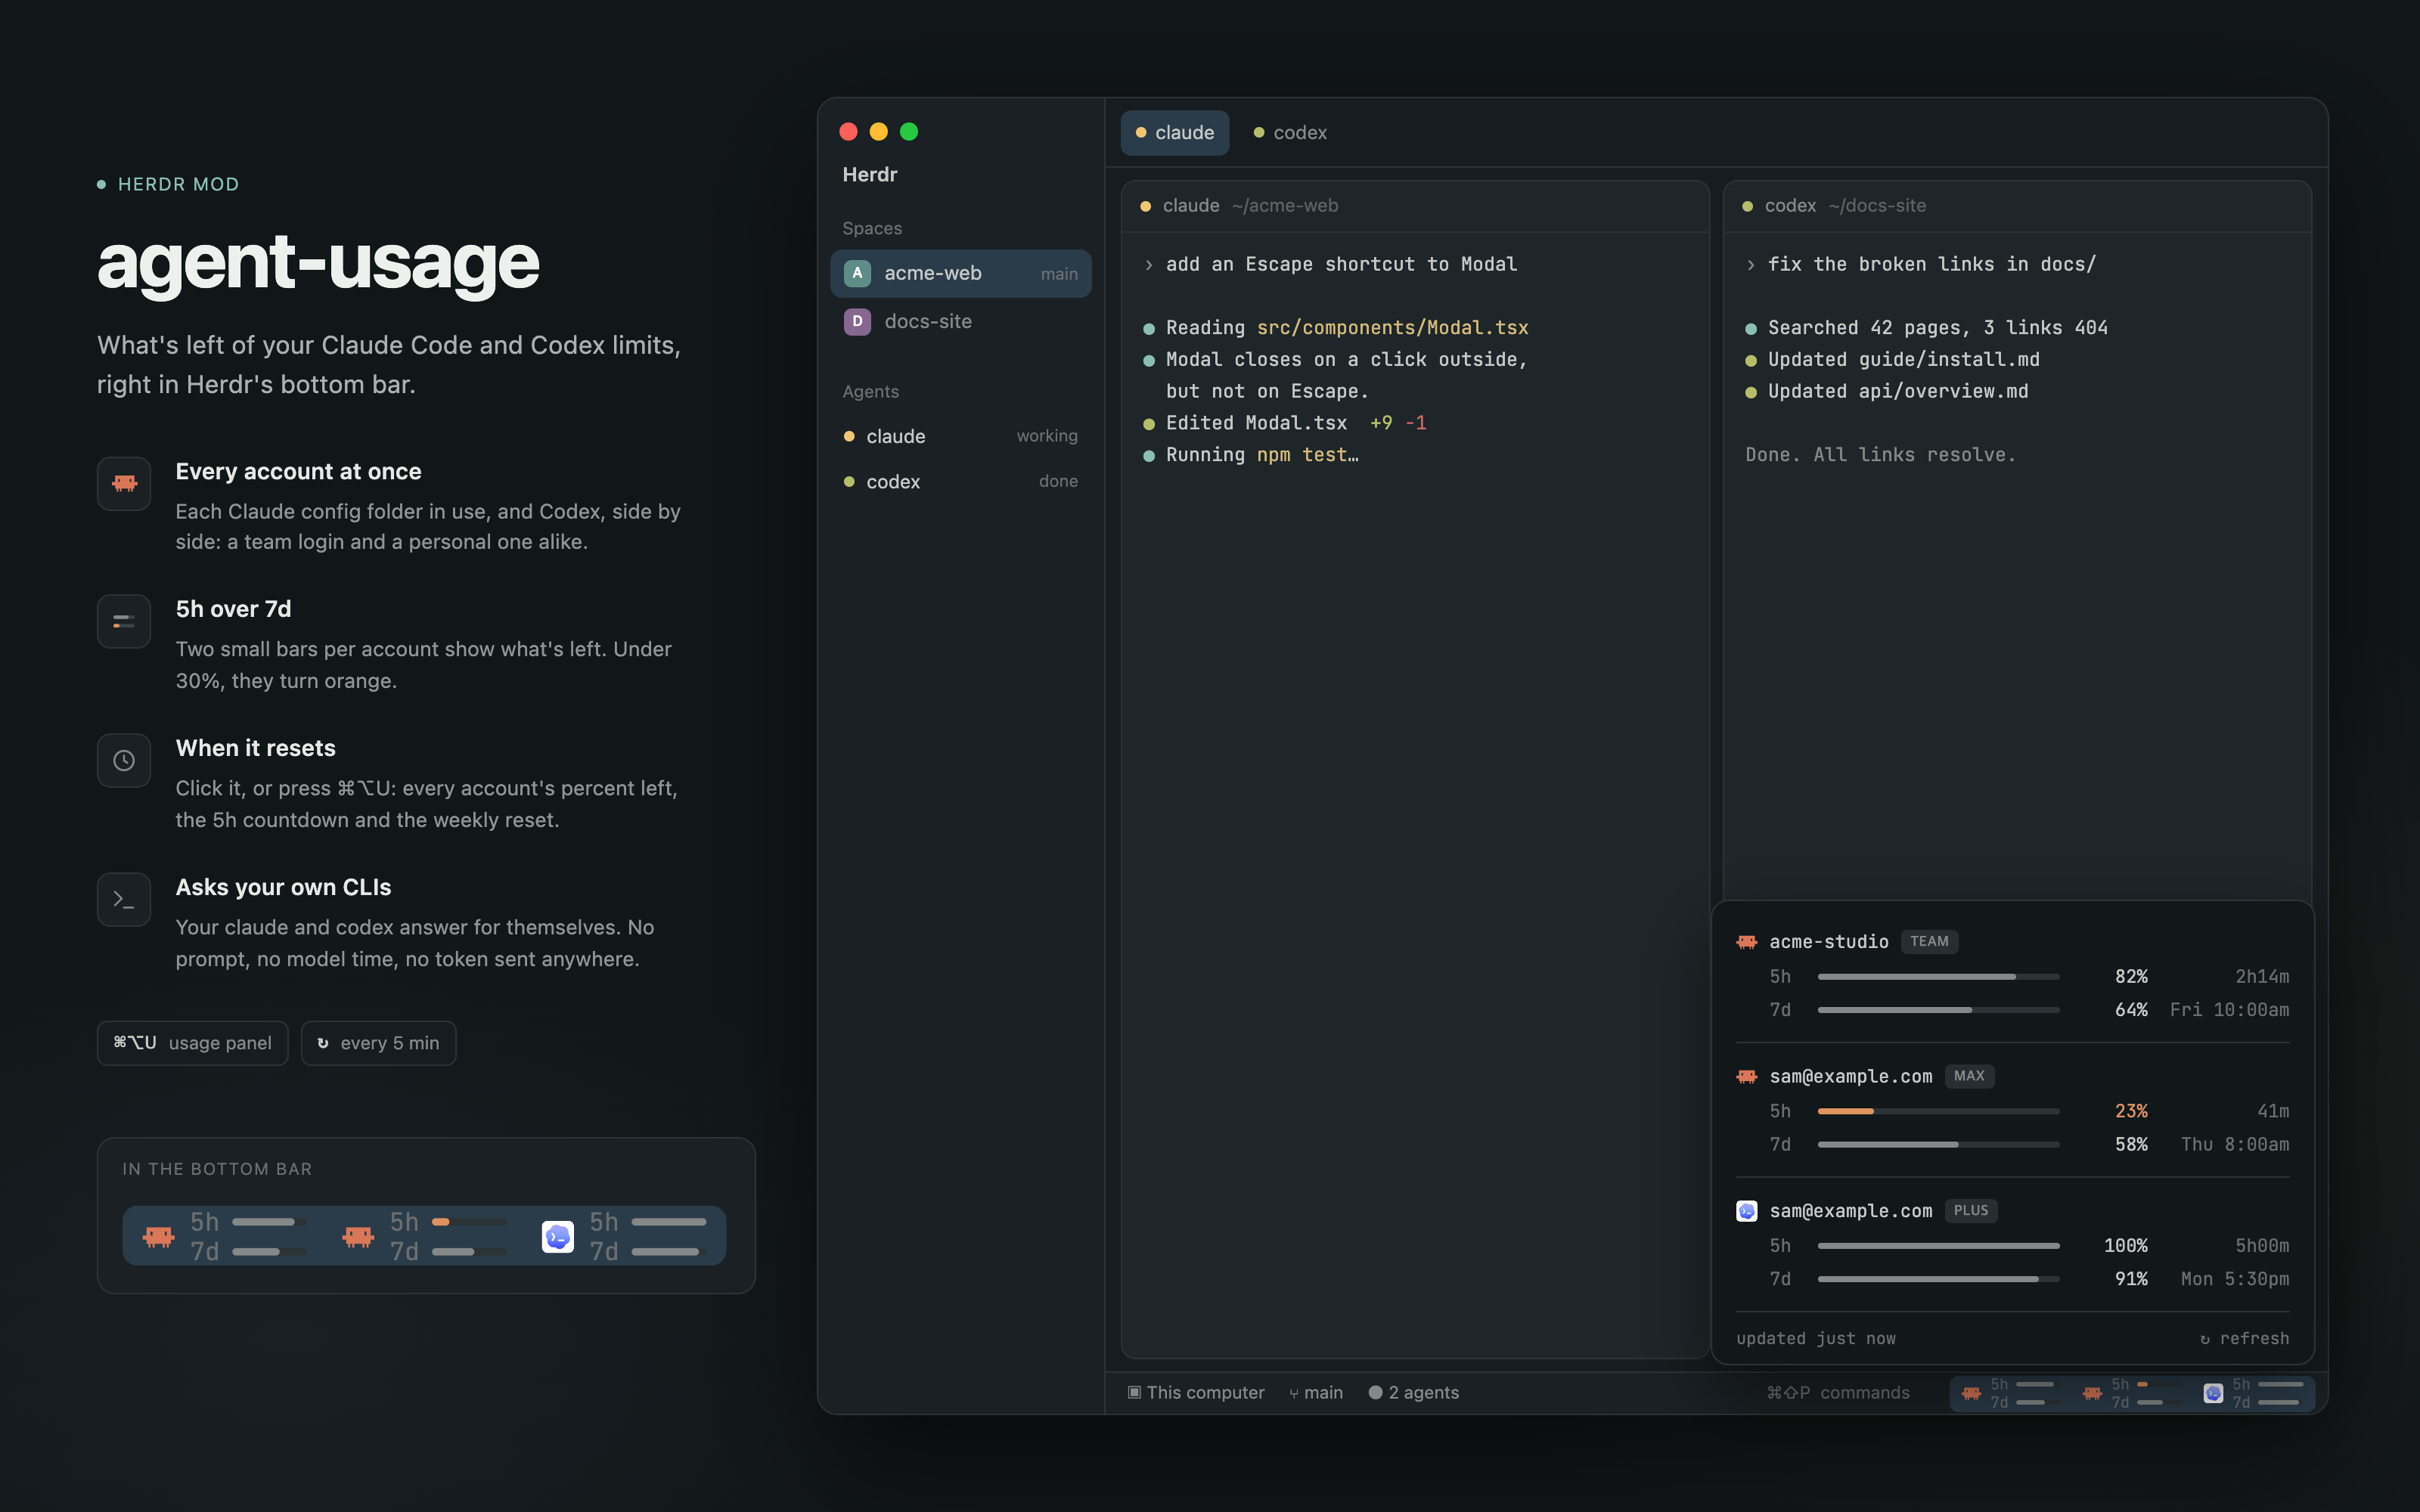 HERDR MOD
agent-usage
What's left of your Claude Code and Codex limits,
right in Herdr's bottom bar.
Every account at once
Each Claude config folder in use, and Codex, side by
side: a team login and a personal one alike.
5h over 7d
Two small bars per account show what's left. Under
30%, they turn orange.
When it resets
Click it, or press ⌘⌥U: every account's percent left,
the 5h countdown and the weekly reset.
Asks your own CLIs
Your claude and codex answer for themselves. No
prompt, no model time, no token sent anywhere.
⌘⌥U usage panel
↻ every 5 min
IN THE BOTTOM BAR
5h 5h 5h
7d 7d 7d
Herdr
Spaces
A acme-web main
D docs-site
Agents
claude working
codex done
claude codex
claude ~/acme-web
› add an Escape shortcut to Modal
Reading src/components/Modal.tsx
Modal closes on a click outside,
but not on Escape.
Edited Modal.tsx +9 -1
Running npm test…
codex ~/docs-site
› fix the broken links in docs/
Searched 42 pages, 3 links 404
Updated guide/install.md
Updated api/overview.md
Done. All links resolve.
acme-studio TEAM
5h 82% 2h14m
7d 64% Fri 10:00am
sam@example.com MAX
5h 23% 41m
7d 58% Thu 8:00am
sam@example.com PLUS
5h 100% 5h00m
7d 91% Mon 5:30pm
updated just now ↻ refresh
This computer main 2 agents ⌘⇧P commands
5h 5h 5h
7d 7d 7d